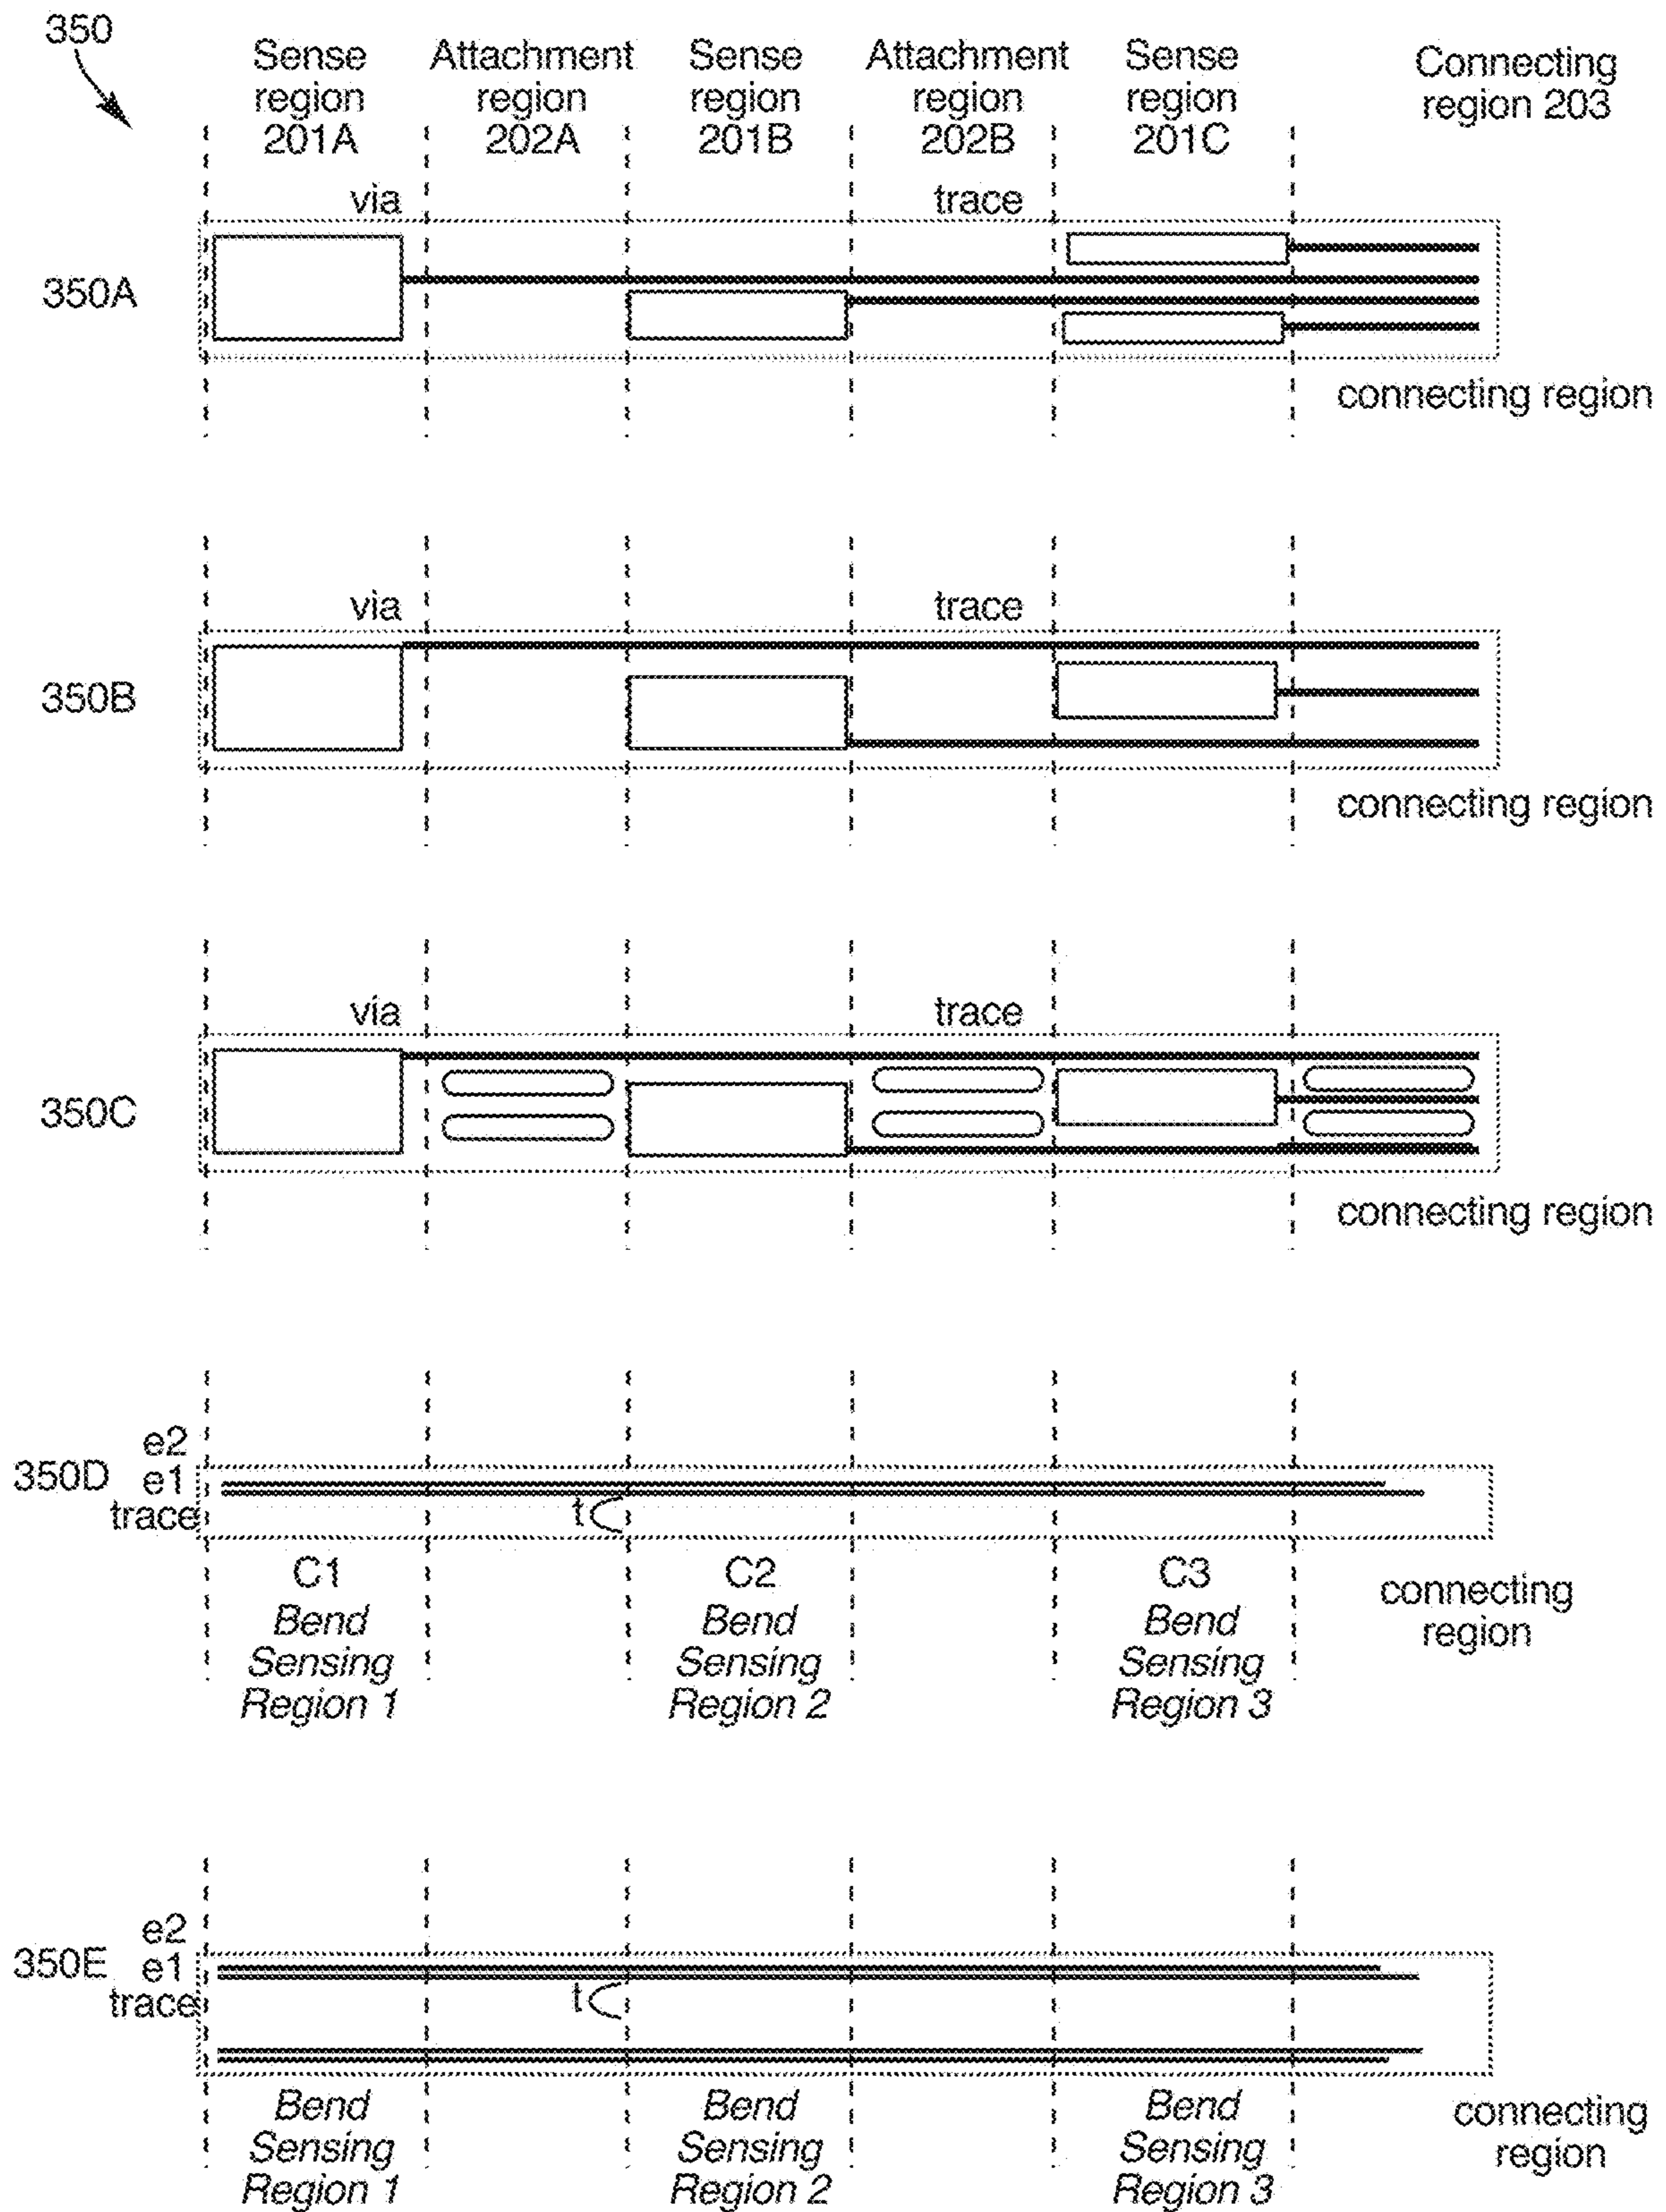 350
Sense
region
201A
Attachment
region
202A
Sense
region
201B
Attachment
region
202B
Sense
region
201C
Connecting
region 203
via
trace
350A
connecting region
via
trace
350B
connecting region
via
trace
350C
connecting region
e2
350D e1
trace
t
C1
Bend
Sensing
Region 1
C2
Bend
Sensing
Region 2
C3
Bend
Sensing
Region 3
connecting
region
e2
350E e1
trace
t
Bend
Sensing
Region 1
Bend
Sensing
Region 2
Bend
Sensing
Region 3
connecting
region